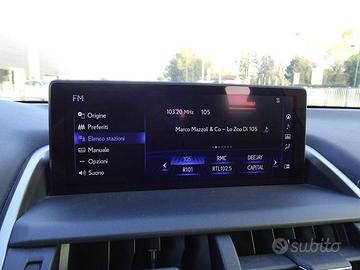 FM
103.20 MHz 105
Origine
Preferiti
Elenco stazioni
Manuale
Opzioni
Suono
Marco Mazzoli & Co – Lo Zoo Di 105
105 RMC DEEJAY
R101 RTL102.5 CAPITAL
subito